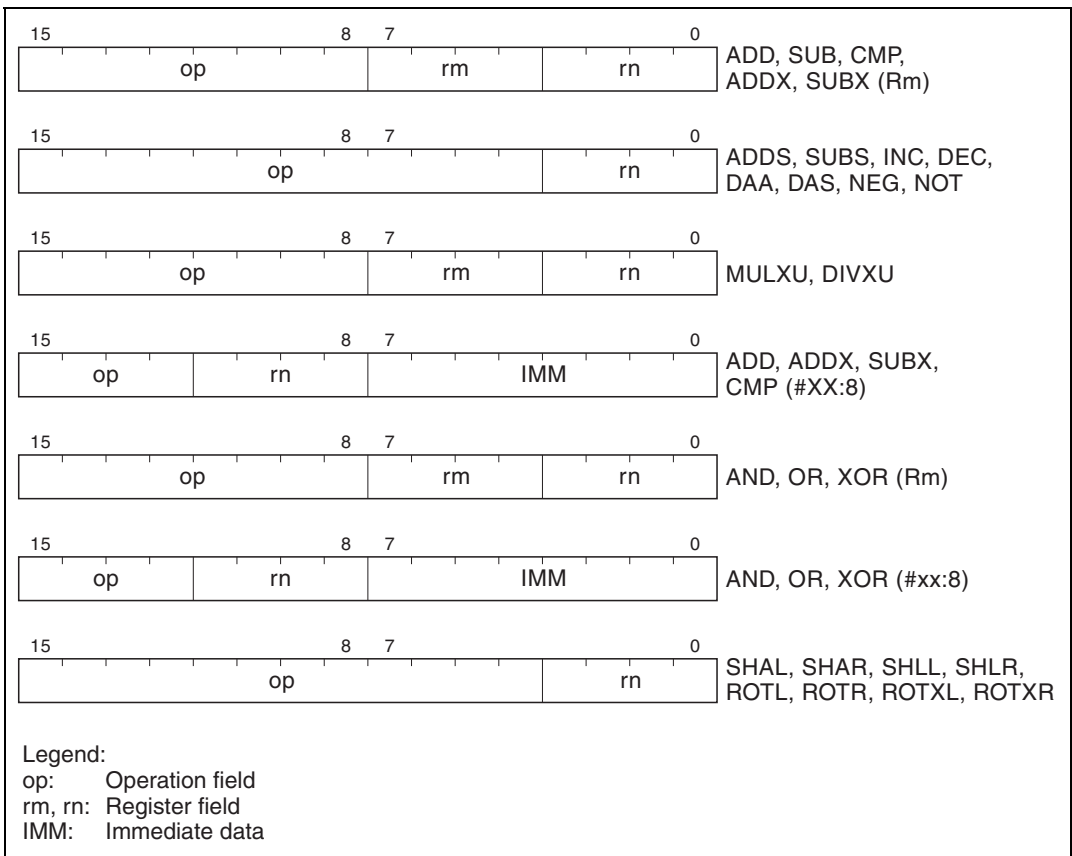 15 8 7 0
op rm rn
ADD, SUB, CMP,
ADDX, SUBX (Rm)
15 8 7 0
op rn
ADDS, SUBS, INC, DEC,
DAA, DAS, NEG, NOT
15 8 7 0
op rm rn
MULXU, DIVXU
15 8 7 0
op rn IMM
ADD, ADDX, SUBX,
CMP (#XX:8)
15 8 7 0
op rm rn
AND, OR, XOR (Rm)
15 8 7 0
op rn IMM
AND, OR, XOR (#xx:8)
15 8 7 0
op rn
SHAL, SHAR, SHLL, SHLR,
ROTL, ROTR, ROTXL, ROTXR
Legend:
op: Operation field
rm, rn: Register field
IMM: Immediate data